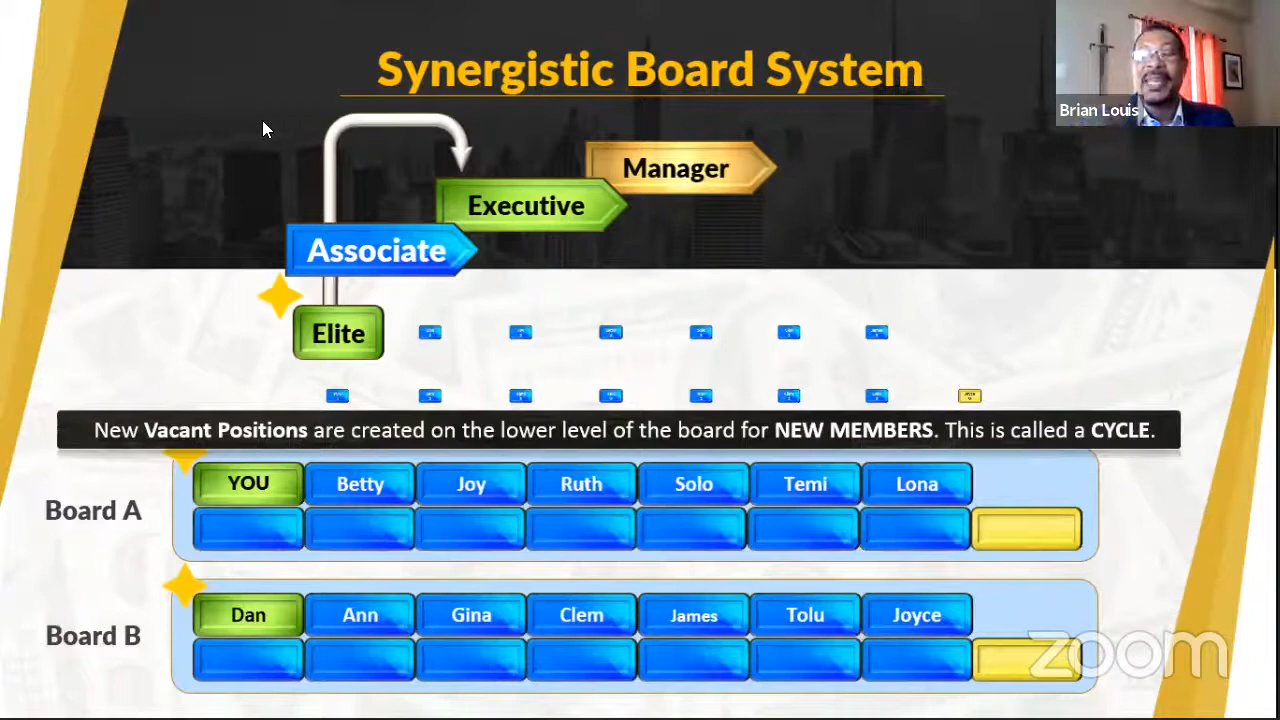 Synergistic Board System
Brian Louis
Manager
Executive
Associate
Elite
New Vacant Positions are created on the lower level of the board for NEW MEMBERS. This is called a CYCLE.
Board A
YOU Betty Joy Ruth Solo Temi Lona
Board B
Dan Ann Gina Clem James Tolu Joyce
zoom